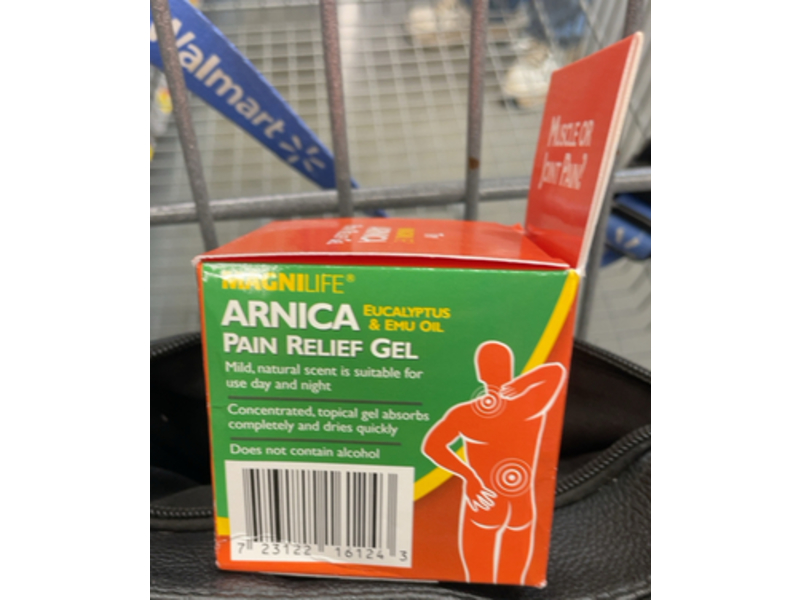 Walmart
MUSCLE OR
JOINT PAIN?
ARNICA
MAGNILIFE®
ARNICA EUCALYPTUS
& EMU OIL
PAIN RELIEF GEL
Mild, natural scent is suitable for
use day and night
Concentrated, topical gel absorbs
completely and dries quickly
Does not contain alcohol
7 23122 16124 3